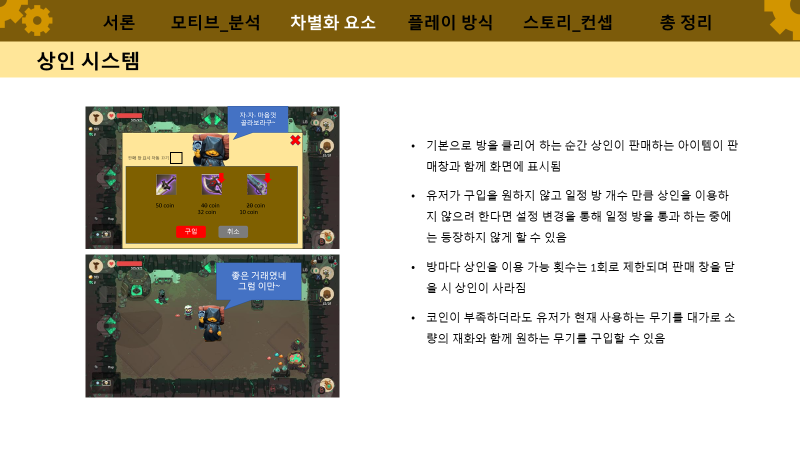 서론 모티브_분석 차별화 요소 플레이 방식 스토리_컨셉 총 정리
상인 시스템
자.자. 마음껏
골라보라구~
50 coin 40 coin 20 coin
32 coin 10 coin
구입 취소
좋은 거래였네
그럼 이만~
• 기본으로 방을 클리어 하는 순간 상인이 판매하는 아이템이 판
매창과 함께 화면에 표시됨
• 유저가 구입을 원하지 않고 일정 방 개수 만큼 상인을 이용하
지 않으려 한다면 설정 변경을 통해 일정 방을 통과 하는 중에
는 등장하지 않게 할 수 있음
• 방마다 상인을 이용 가능 횟수는 1회로 제한되며 판매 창을 닫
을 시 상인이 사라짐
• 코인이 부족하더라도 유저가 현재 사용하는 무기를 대가로 소
량의 재화와 함께 원하는 무기를 구입할 수 있음